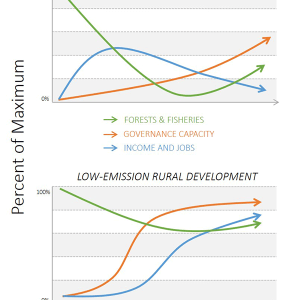 Percent of Maximum
0%
FORESTS & FISHERIES
GOVERNANCE CAPACITY
INCOME AND JOBS
LOW-EMISSION RURAL DEVELOPMENT
100%
0%